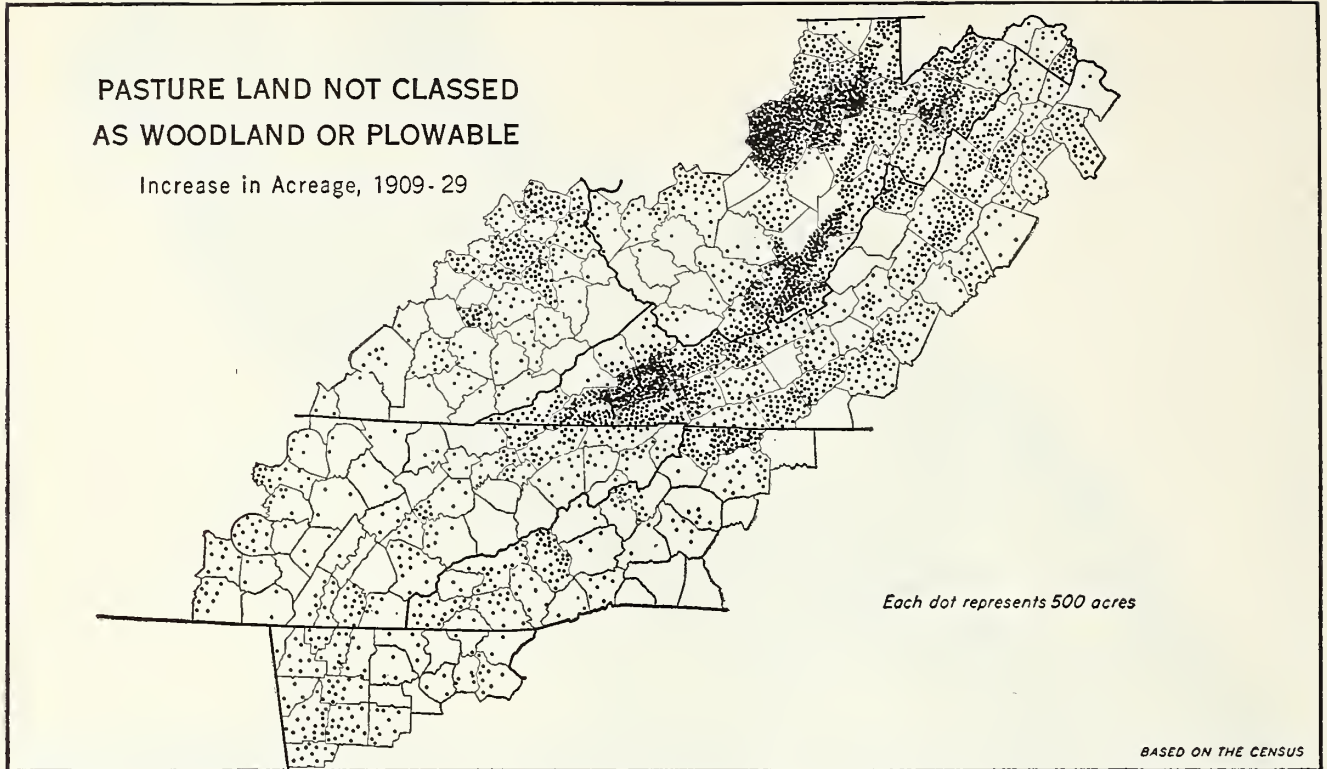 PASTURE LAND NOT CLASSED
AS WOODLAND OR PLOWABLE
Increase in Acreage, 1909-29
Each dot represents 500 acres
BASED ON THE CENSUS